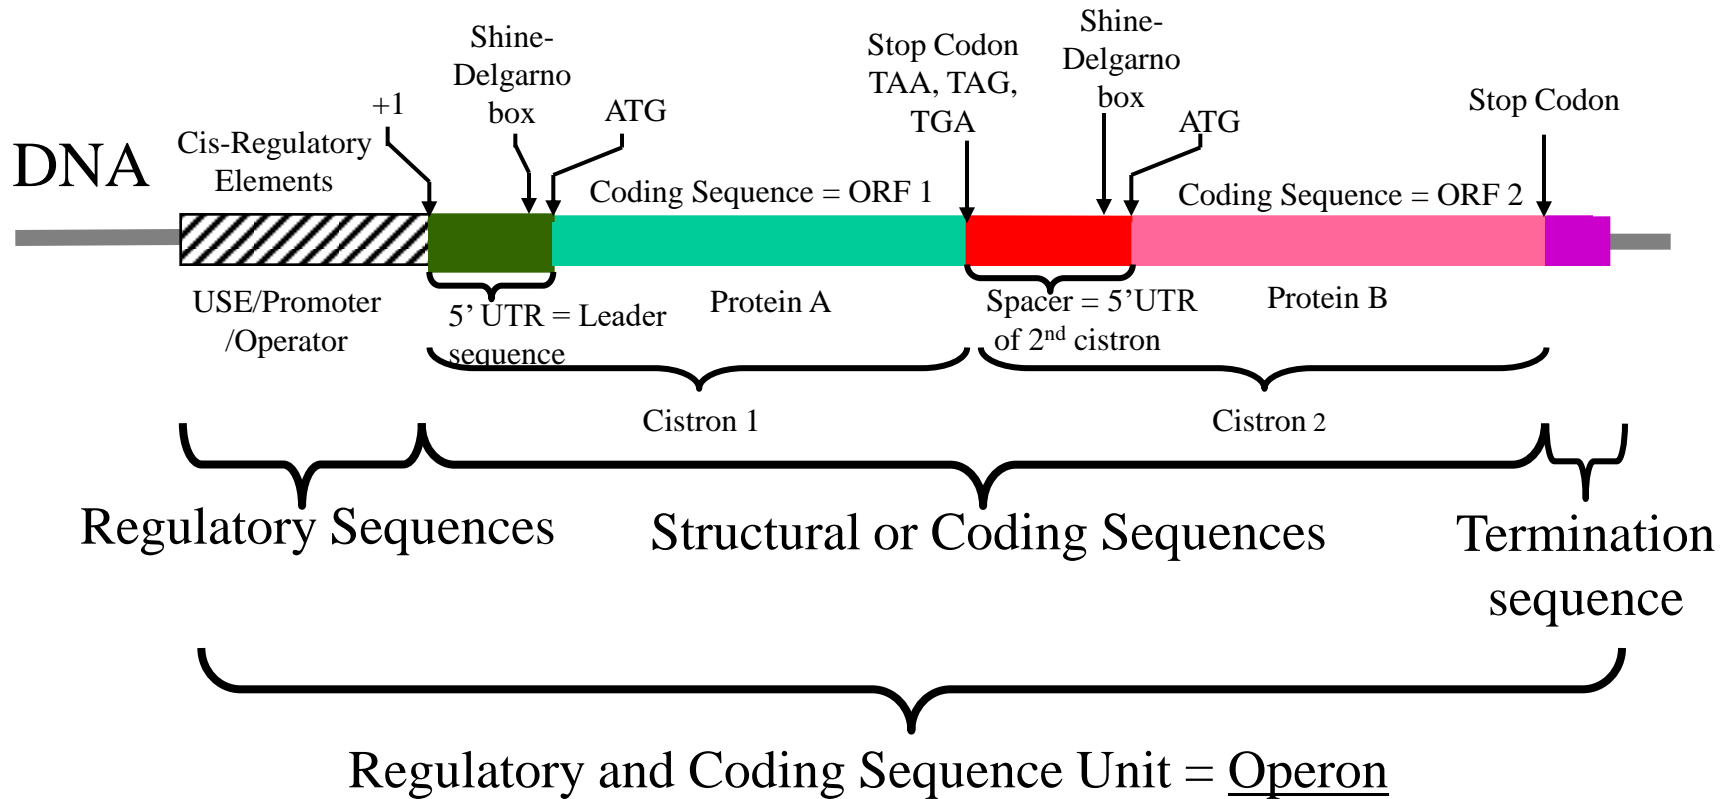 Shine-
Delgarno
box
Stop Codon
TAA, TAG,
TGA
Shine-
Delgarno
box
+1
ATG
ATG
Stop Codon
DNA
Cis-Regulatory
Elements
Coding Sequence = ORF 1
Coding Sequence = ORF 2
USE/Promoter
/Operator
5’ UTR = Leader
sequence
Protein A
Spacer = 5’UTR
of 2nd cistron
Protein B
Cistron 1
Cistron 2
Regulatory Sequences
Structural or Coding Sequences
Termination
sequence
Regulatory and Coding Sequence Unit = Operon